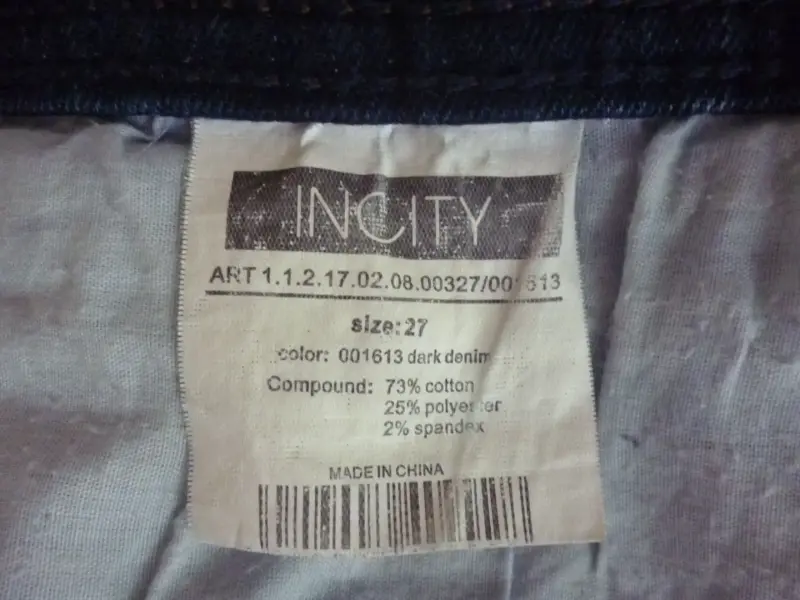 INCITY
ART 1.1.2.17.02.08.00327/001613
size: 27
color: 001613 dark denim
Compound: 73% cotton
25% polyester
2% spandex
MADE IN CHINA